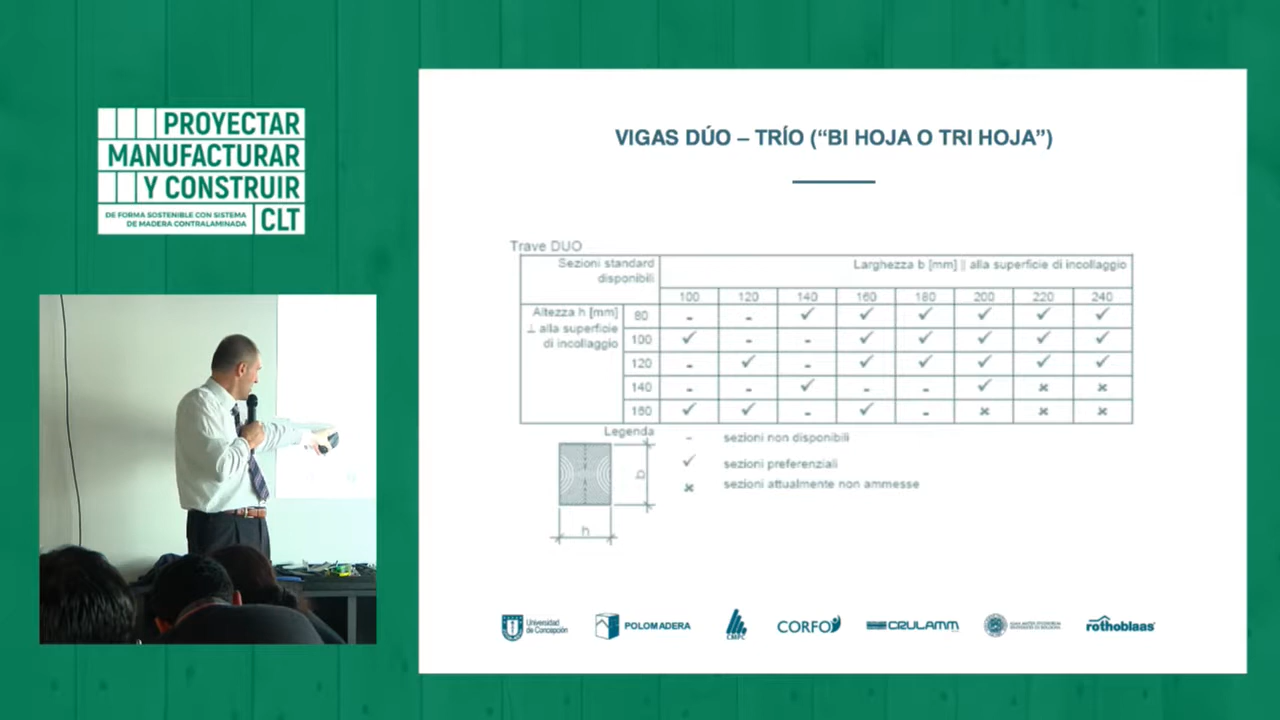 PROYECTAR
MANUFACTURAR
Y CONSTRUIR
DE FORMA SOSTENIBLE CON SISTEMA
DE MADERA CONTRALAMINADA
CLT
VIGAS DÚO – TRÍO (“BI HOJA O TRI HOJA”)
Trave DUO
Sezioni standard
disponibili
Larghezza b [mm] || alla superficie di incollaggio
100 120 140 160 180 200 220 240
Altezza h [mm]
⊥ alla superficie
di incollaggio
80 - - ✓ ✓ ✓ ✓ ✓ ✓
100 ✓ - - ✓ ✓ ✓ ✓ ✓
120 - ✓ - ✓ ✓ ✓ ✓ ✓
140 - - ✓ - - ✓ × ×
160 ✓ ✓ - ✓ - × × ×
Legenda
- sezioni non disponibili
✓ sezioni preferenziali
× sezioni attualmente non ammesse
b
h
Universidad
de Concepción
POLOMADERA
CMPC
CORFO
CRULAMM
rothoblaas